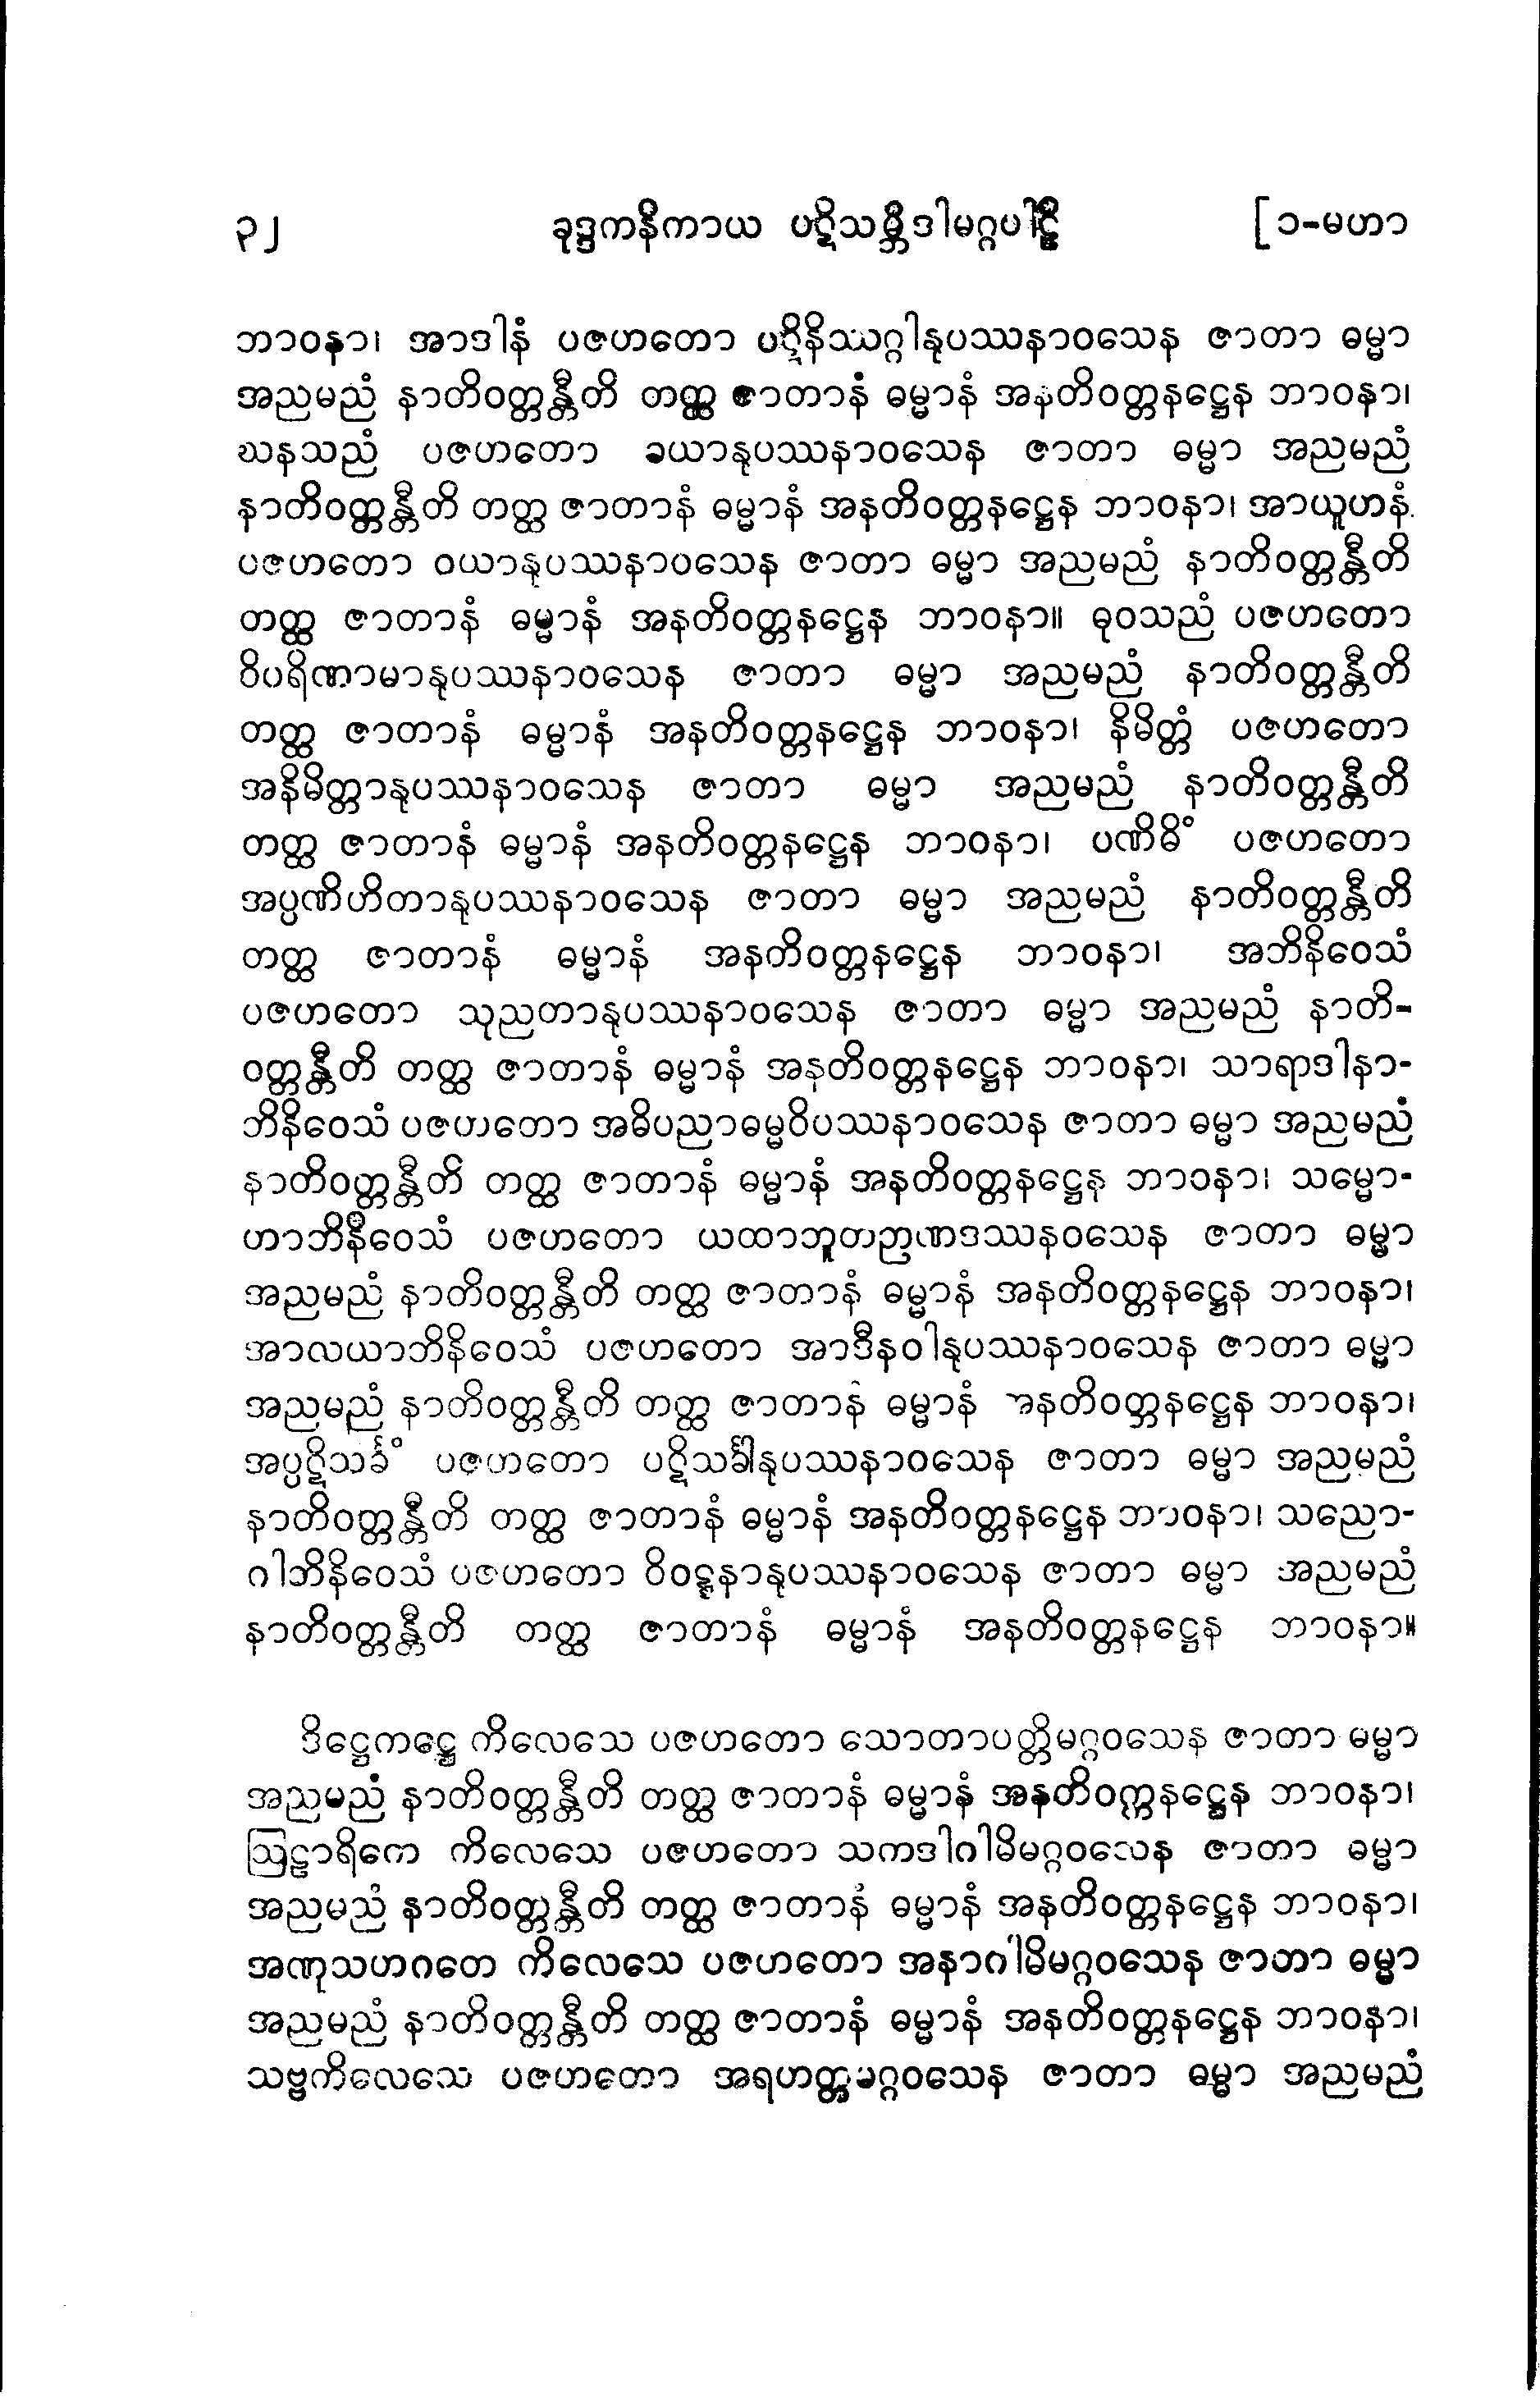 ၃၂ ခုဒ္ဒကနိကာယ ပဋိသမ္ဘိဒါမဂ္ဂပါဠိ [၁-မဟာ
ဘာဝနာ၊ အာဒါနံ ပဇဟတော ပဋိနိဿဂ္ဂါနုပဿနာဝသေန ဇာတာ ဓမ္မာ
အညမညံ နာတိဝတ္တန္တီတိ တတ္ထ ဇာတာနံ ဓမ္မာနံ အနတိဝတ္တနဋ္ဌေန ဘာဝနာ၊
ဃနသညံ ပဇဟတော ခယာနုပဿနာဝသေန ဇာတာ ဓမ္မာ အညမညံ
နာတိဝတ္တန္တီတိ တတ္ထ ဇာတာနံ ဓမ္မာနံ အနတိဝတ္တနဋ္ဌေန ဘာဝနာ၊ အာယူဟနံ
ပဇဟတော ဝယာနုပဿနာဝသေန ဇာတာ ဓမ္မာ အညမညံ နာတိဝတ္တန္တီတိ
တတ္ထ ဇာတာနံ ဓမ္မာနံ အနတိဝတ္တနဋ္ဌေန ဘာဝနာ။ ဓုဝသညံ ပဇဟတော
ဝိပရိဏာမာနုပဿနာဝသေန ဇာတာ ဓမ္မာ အညမညံ နာတိဝတ္တန္တီတိ
တတ္ထ ဇာတာနံ ဓမ္မာနံ အနတိဝတ္တနဋ္ဌေန ဘာဝနာ၊ နိမိတ္တံ ပဇဟတော
အနိမိတ္တာနုပဿနာဝသေန ဇာတာ ဓမ္မာ အညမညံ နာတိဝတ္တန္တီတိ
တတ္ထ ဇာတာနံ ဓမ္မာနံ အနတိဝတ္တနဋ္ဌေန ဘာဝနာ၊ ပဏိဓိံ ပဇဟတော
အပ္ပဏိဟိတာနုပဿနာဝသေန ဇာတာ ဓမ္မာ အညမညံ နာတိဝတ္တန္တီတိ
တတ္ထ ဇာတာနံ ဓမ္မာနံ အနတိဝတ္တနဋ္ဌေန ဘာဝနာ၊ အဘိနိဝေသံ
ပဇဟတော သုညတာနုပဿနာဝသေန ဇာတာ ဓမ္မာ အညမညံ နာတိ-
ဝတ္တန္တီတိ တတ္ထ ဇာတာနံ ဓမ္မာနံ အနတိဝတ္တနဋ္ဌေန ဘာဝနာ၊ သာရာဒါနာ-
ဘိနိဝေသံ ပဇဟတော အဓိပညာဓမ္မဝိပဿနာဝသေန ဇာတာ ဓမ္မာ အညမညံ
နာတိဝတ္တန္တီတိ တတ္ထ ဇာတာနံ ဓမ္မာနံ အနတိဝတ္တနဋ္ဌေန ဘာဝနာ၊ သမ္မော-
ဟာဘိနိဝေသံ ပဇဟတော ယထာဘူတဉာဏဒဿနဝသေန ဇာတာ ဓမ္မာ
အညမညံ နာတိဝတ္တန္တီတိ တတ္ထ ဇာတာနံ ဓမ္မာနံ အနတိဝတ္တနဋ္ဌေန ဘာဝနာ၊
အာလယာဘိနိဝေသံ ပဇဟတော အာဒီနဝါနုပဿနာဝသေန ဇာတာ ဓမ္မာ
အညမညံ နာတိဝတ္တန္တီတိ တတ္ထ ဇာတာနံ ဓမ္မာနံ အနတိဝတ္တနဋ္ဌေန ဘာဝနာ၊
အပ္ပဋိသင်္ခံ ပဇဟတော ပဋိသင်္ခါနုပဿနာဝသေန ဇာတာ ဓမ္မာ အညမညံ
နာတိဝတ္တန္တီတိ တတ္ထ ဇာတာနံ ဓမ္မာနံ အနတိဝတ္တနဋ္ဌေန ဘာဝနာ၊ သညော-
ဂါဘိနိဝေသံ ပဇဟတော ဝိဝဋ္ဋနာနုပဿနာဝသေန ဇာတာ ဓမ္မာ အညမညံ
နာတိဝတ္တန္တီတိ တတ္ထ ဇာတာနံ ဓမ္မာနံ အနတိဝတ္တနဋ္ဌေန ဘာဝနာ။
ဒိဋ္ဌေကဋ္ဌေ ကိလေသေ ပဇဟတော သောတာပတ္တိမဂ္ဂဝသေန ဇာတာ ဓမ္မာ
အညမညံ နာတိဝတ္တန္တီတိ တတ္ထ ဇာတာနံ ဓမ္မာနံ အနတိဝတ္တနဋ္ဌေန ဘာဝနာ၊
ဩဠာရိကေ ကိလေသေ ပဇဟတော သကဒါဂါမိမဂ္ဂဝသေန ဇာတာ ဓမ္မာ
အညမညံ နာတိဝတ္တန္တီတိ တတ္ထ ဇာတာနံ ဓမ္မာနံ အနတိဝတ္တနဋ္ဌေန ဘာဝနာ၊
အဏုသဟဂတေ ကိလေသေ ပဇဟတော အနာဂါမိမဂ္ဂဝသေန ဇာတာ ဓမ္မာ
အညမညံ နာတိဝတ္တန္တီတိ တတ္ထ ဇာတာနံ ဓမ္မာနံ အနတိဝတ္တနဋ္ဌေန ဘာဝနာ၊
သဗ္ဗကိလေသေ ပဇဟတော အရဟတ္တမဂ္ဂဝသေန ဇာတာ ဓမ္မာ အညမညံ